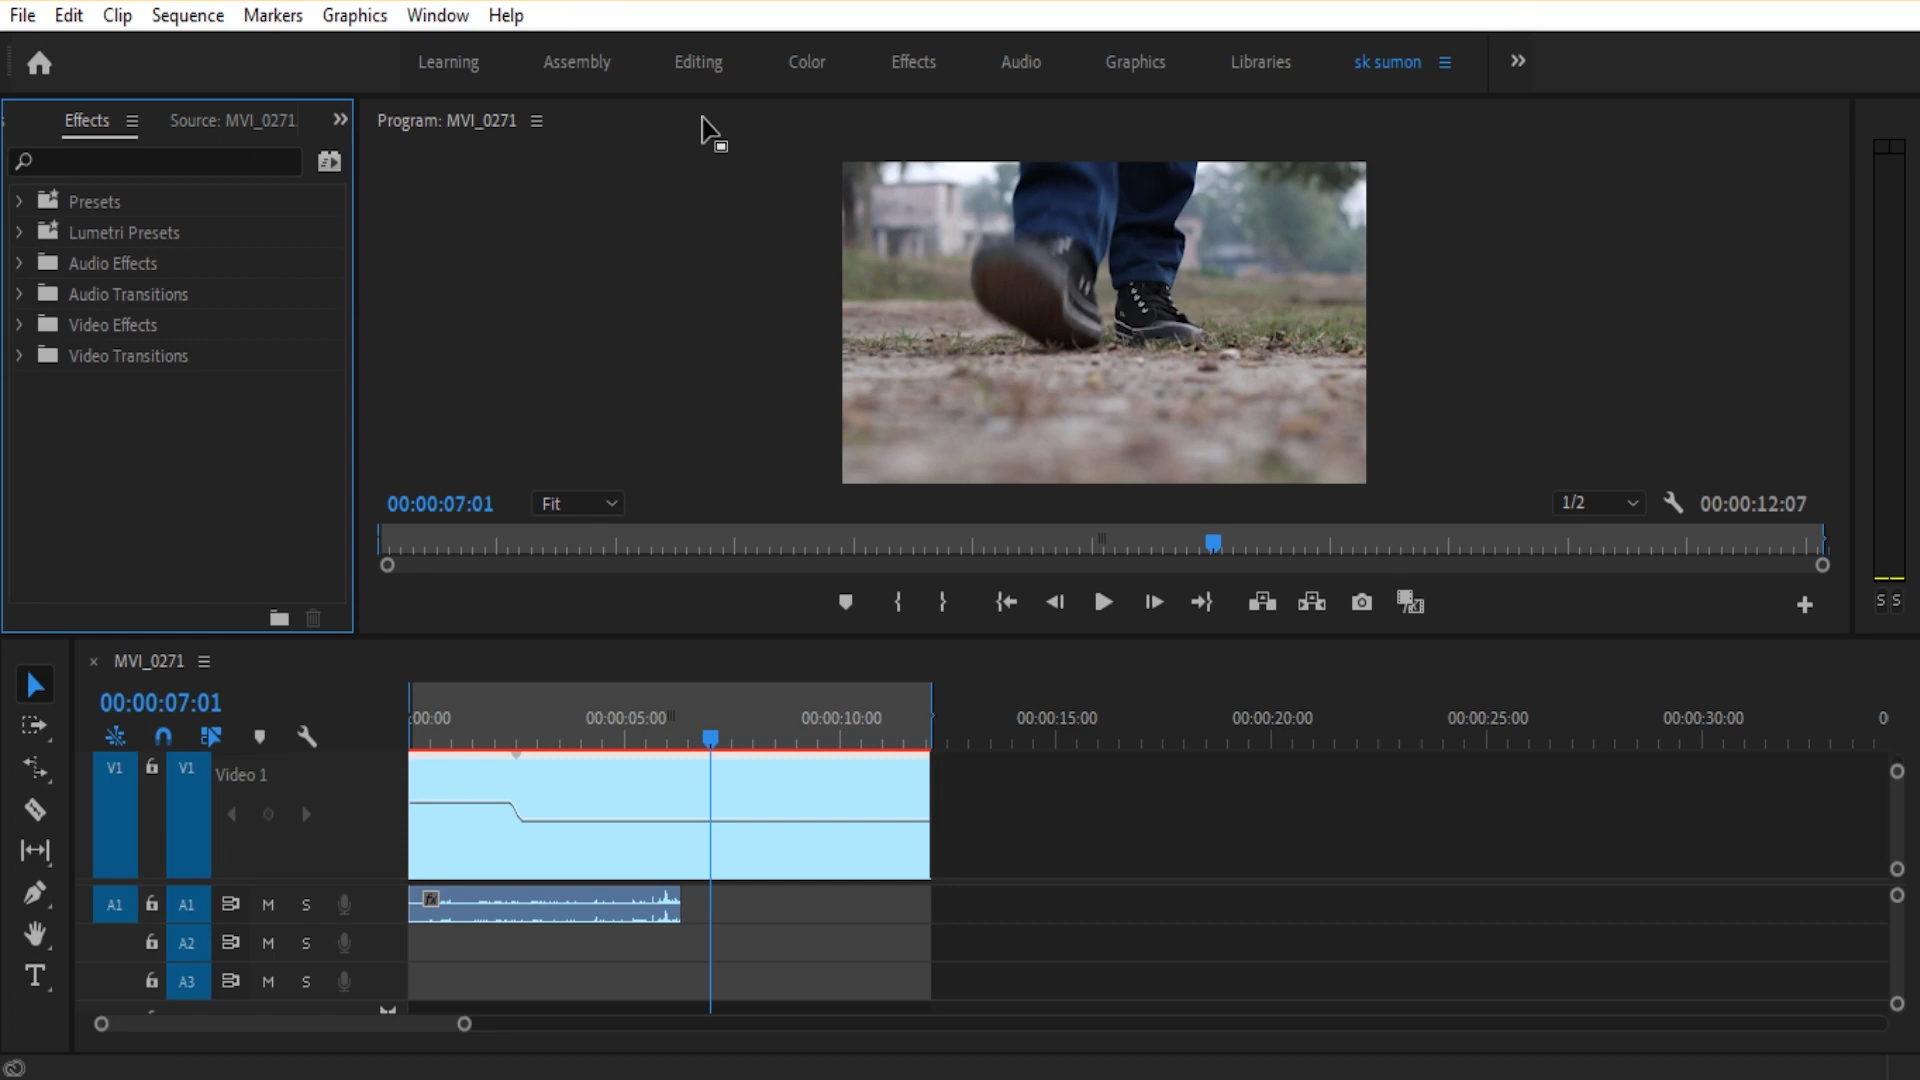 File Edit Clip Sequence Markers Graphics Window Help
Learning Assembly Editing Color Effects Audio Graphics Libraries sk sumon
Effects Source: MVI_0271
Program: MVI_0271
Presets
Lumetri Presets
Audio Effects
Audio Transitions
Video Effects
Video Transitions
00:00:07:01 Fit 1/2 00:00:12:07
S S
MVI_0271
00:00:07:01
:00:00 00:00:05:00 00:00:10:00 00:00:15:00 00:00:20:00 00:00:25:00 00:00:30:00 0
V1 V1 Video 1
A1 A1 M S fx
A2 M S
A3 M S